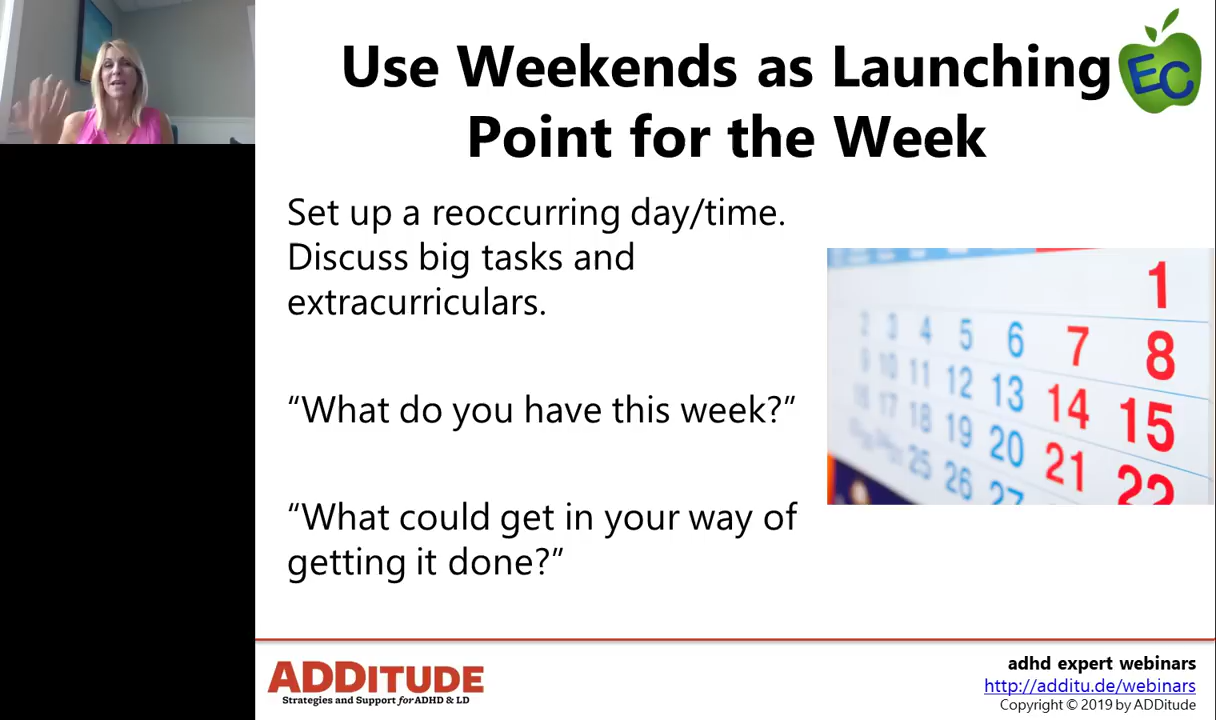 Use Weekends as Launching
Point for the Week
EC
Set up a reoccurring day/time.
Discuss big tasks and
extracurriculars.
“What do you have this week?”
“What could get in your way of
getting it done?”
1
2 3 4 5 6 7 8
9 10 11 12 13 14 15
16 17 18 19 20 21 22
25 26 27
ADDITUDE
Strategies and Support for ADHD & LD
adhd expert webinars
http://additu.de/webinars
Copyright © 2019 by ADDitude